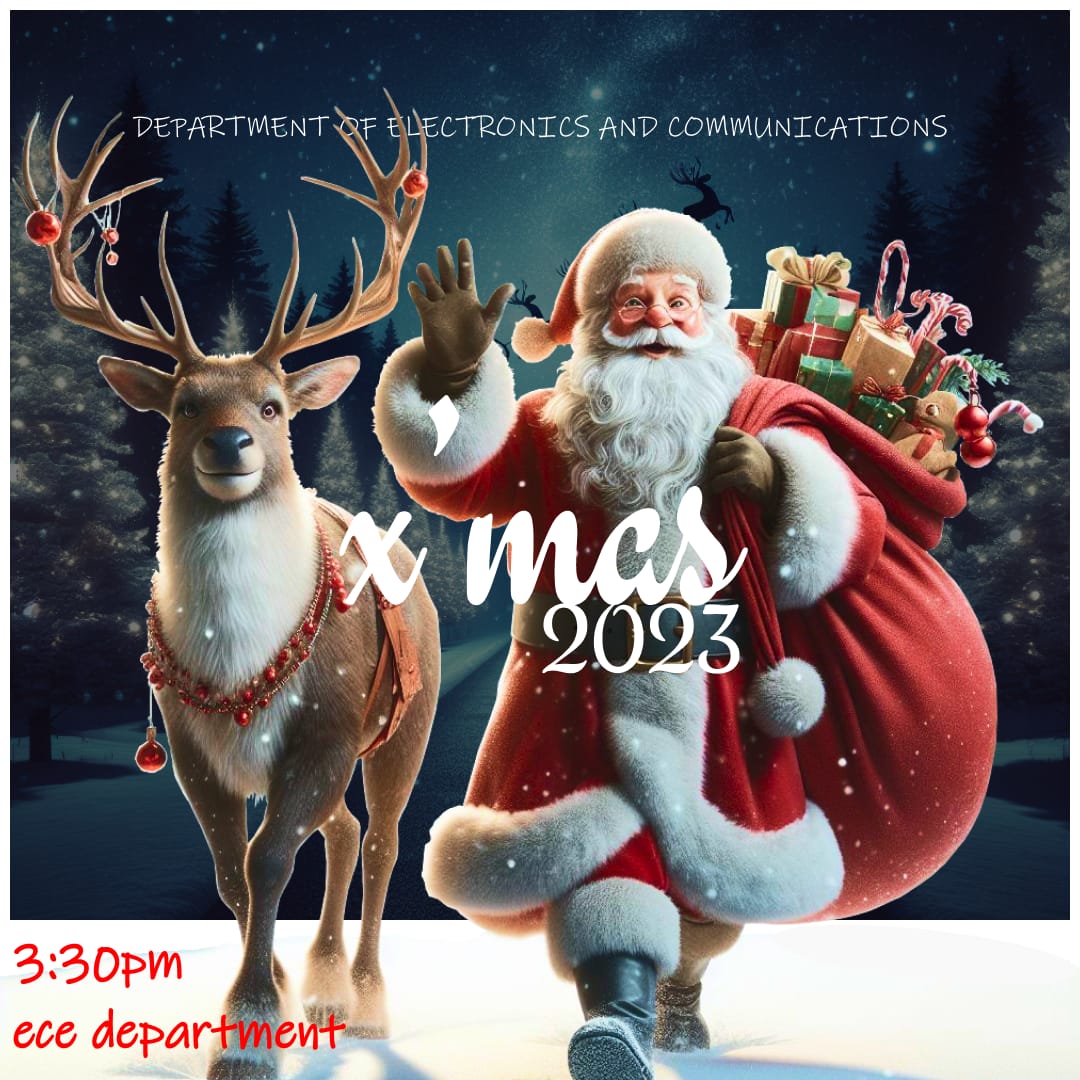 DEPARTMENT OF ELECTRONICS AND COMMUNICATIONS
,
x'mas
2023
3:30pm
ece department